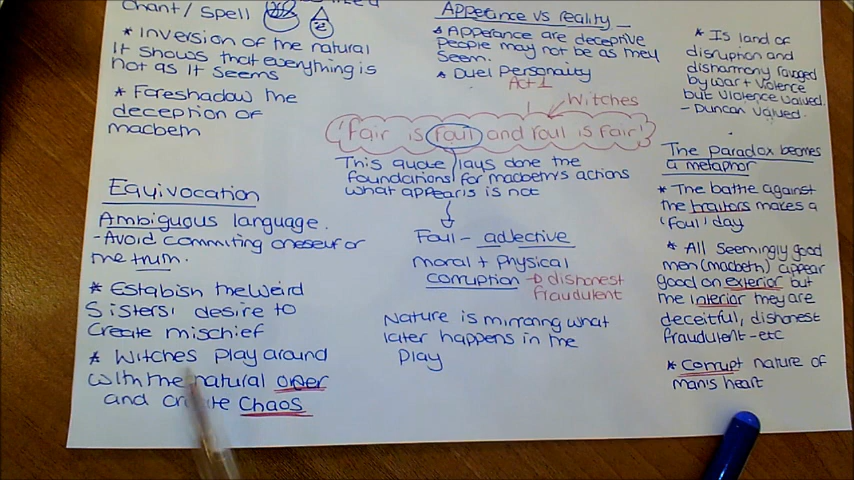 Chant / Spell
* Inversion of the natural
It shows that everything is
not as it seems
* Foreshadow the
deception of
macbeth
Equivocation
Ambiguous language.
- Avoid commiting oneself or
the trum.
* Estabish the weird
Sisters' desire to
Create mischief
* Witches play around
with the natural order
and create Chaos
Apperance vs reality
* Apperance are deceptive
people may not be as they
Seem.
* Duel Personality
Act 1
Witches
'Fair is foul and foul is fair'
This quote lays done the
foundations for macbeth's actions
what appears is not
Foul - adjective
moral + physical
corruption → dishonest
fraudulent
Nature is mirroring what
later happens in the
Play
* Is land of
disruption and
disharmony ravged
by war + violence
but violence valued.
- Duncan valued.
The Paradox becomes
a metaphor
* The bathe against
the traitors makes a
'foul' day
* All Seemingly good
men (macbeth) appear
good on exterior but
the interior they are
deceitful, dishonest
fraudulent - etc
* Corrupt nature of
man's heart